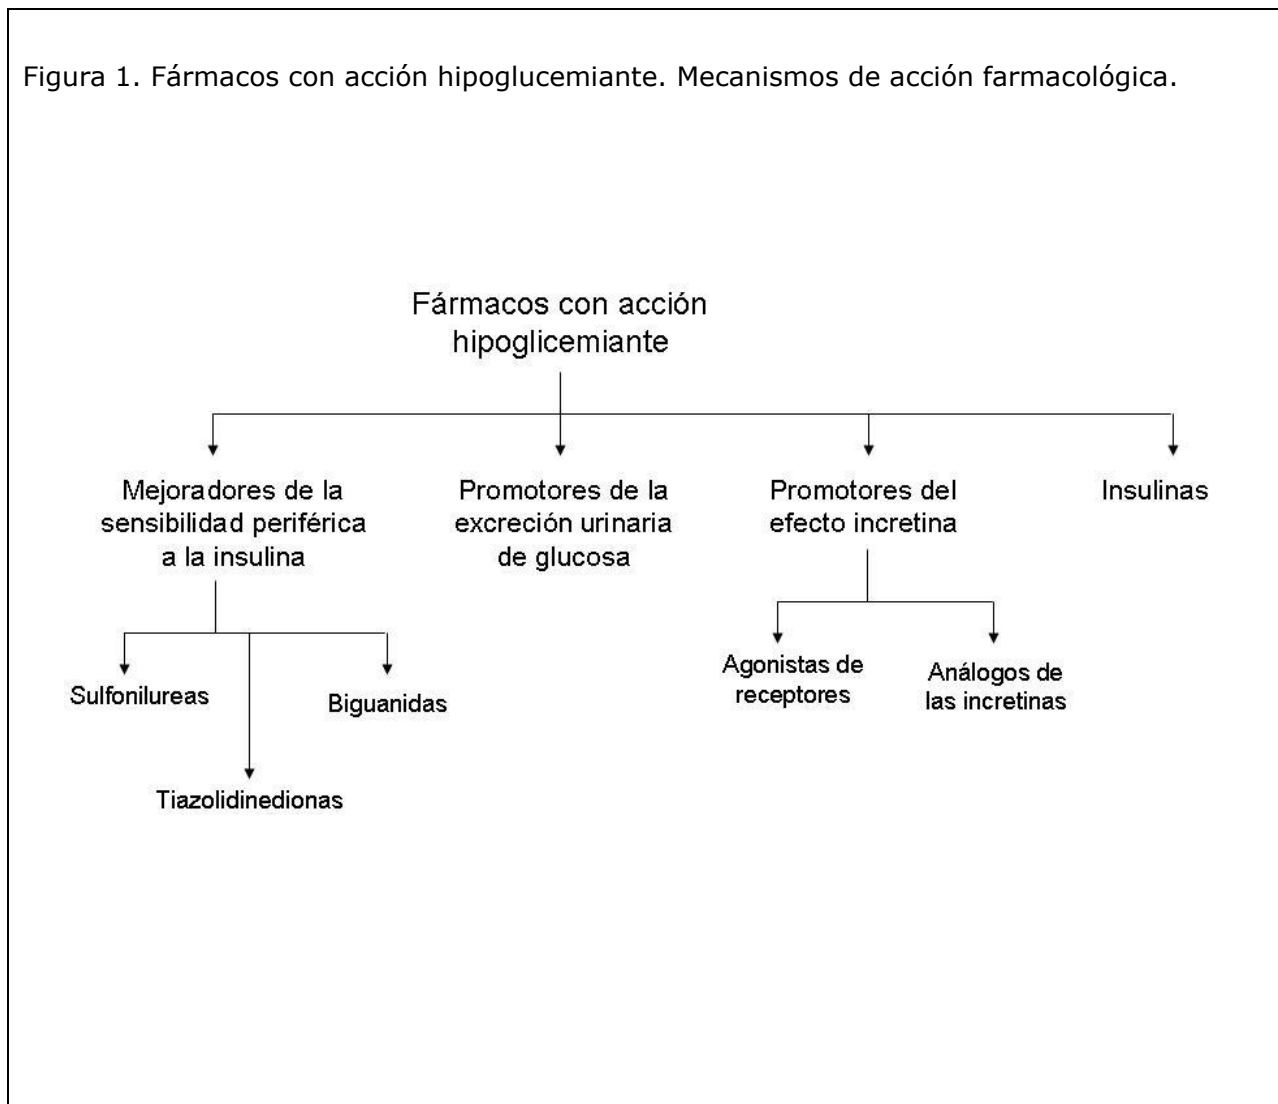 Figura 1. Fármacos con acción hipoglucemiante. Mecanismos de acción farmacológica.
Fármacos con acción
hipoglicemiante
Mejoradores de la
sensibilidad periférica
a la insulina
Promotores de la
excreción urinaria
de glucosa
Promotores del
efecto incretina
Insulinas
Sulfonilureas
Tiazolidinedionas
Biguanidas
Agonistas de
receptores
Análogos de
las incretinas